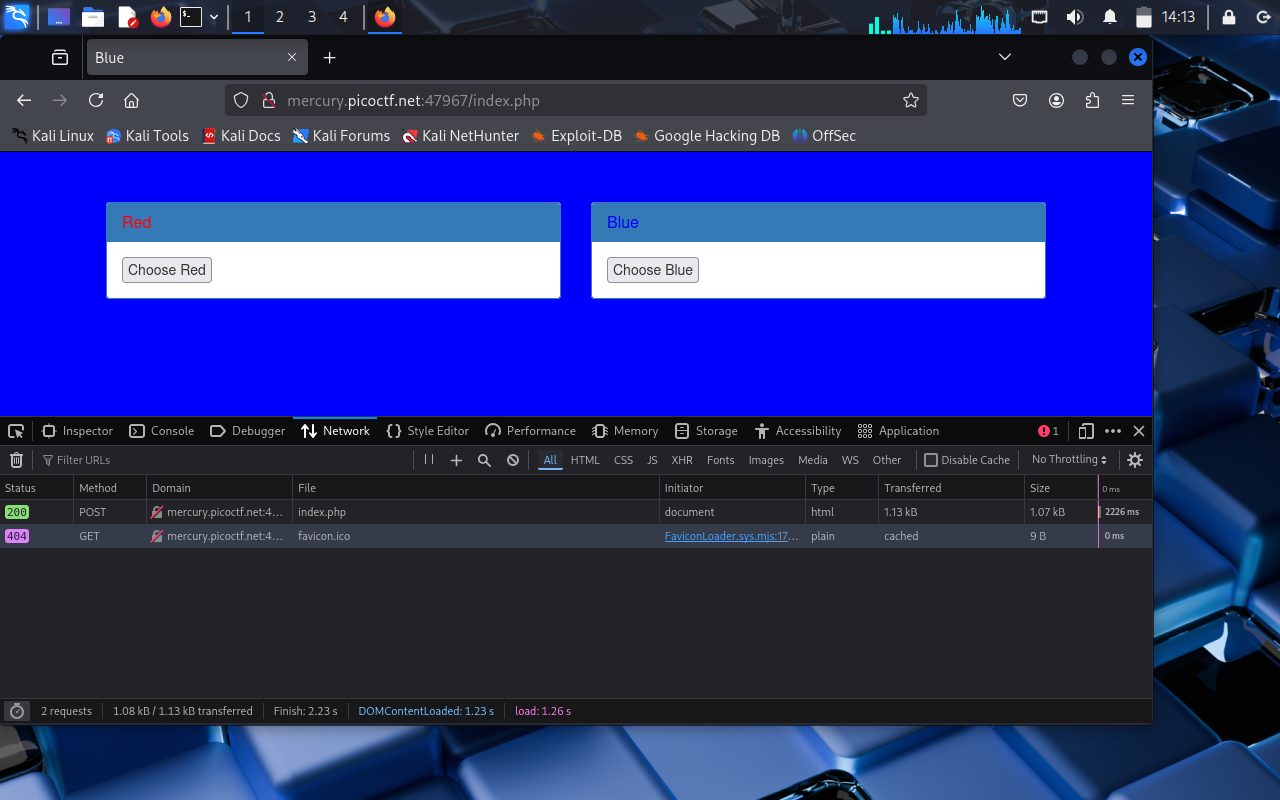 1 2 3 4 14:13
Blue
mercury.picoctf.net:47967/index.php
Kali Linux Kali Tools Kali Docs Kali Forums Kali NetHunter Exploit-DB Google Hacking DB OffSec
Red Blue
Choose Red Choose Blue
Inspector Console Debugger Network Style Editor Performance Memory Storage Accessibility Application 1
Filter URLs All HTML CSS JS XHR Fonts Images Media WS Other Disable Cache No Throttling
Status Method Domain File Initiator Type Transferred Size 0 ms
200 POST mercury.picoctf.net:4… index.php document html 1.13 kB 1.07 kB 2226 ms
404 GET mercury.picoctf.net:4… favicon.ico FaviconLoader.sys.mjs:17… plain cached 9 B 0 ms
2 requests 1.08 kB / 1.13 kB transferred Finish: 2.23 s DOMContentLoaded: 1.23 s load: 1.26 s